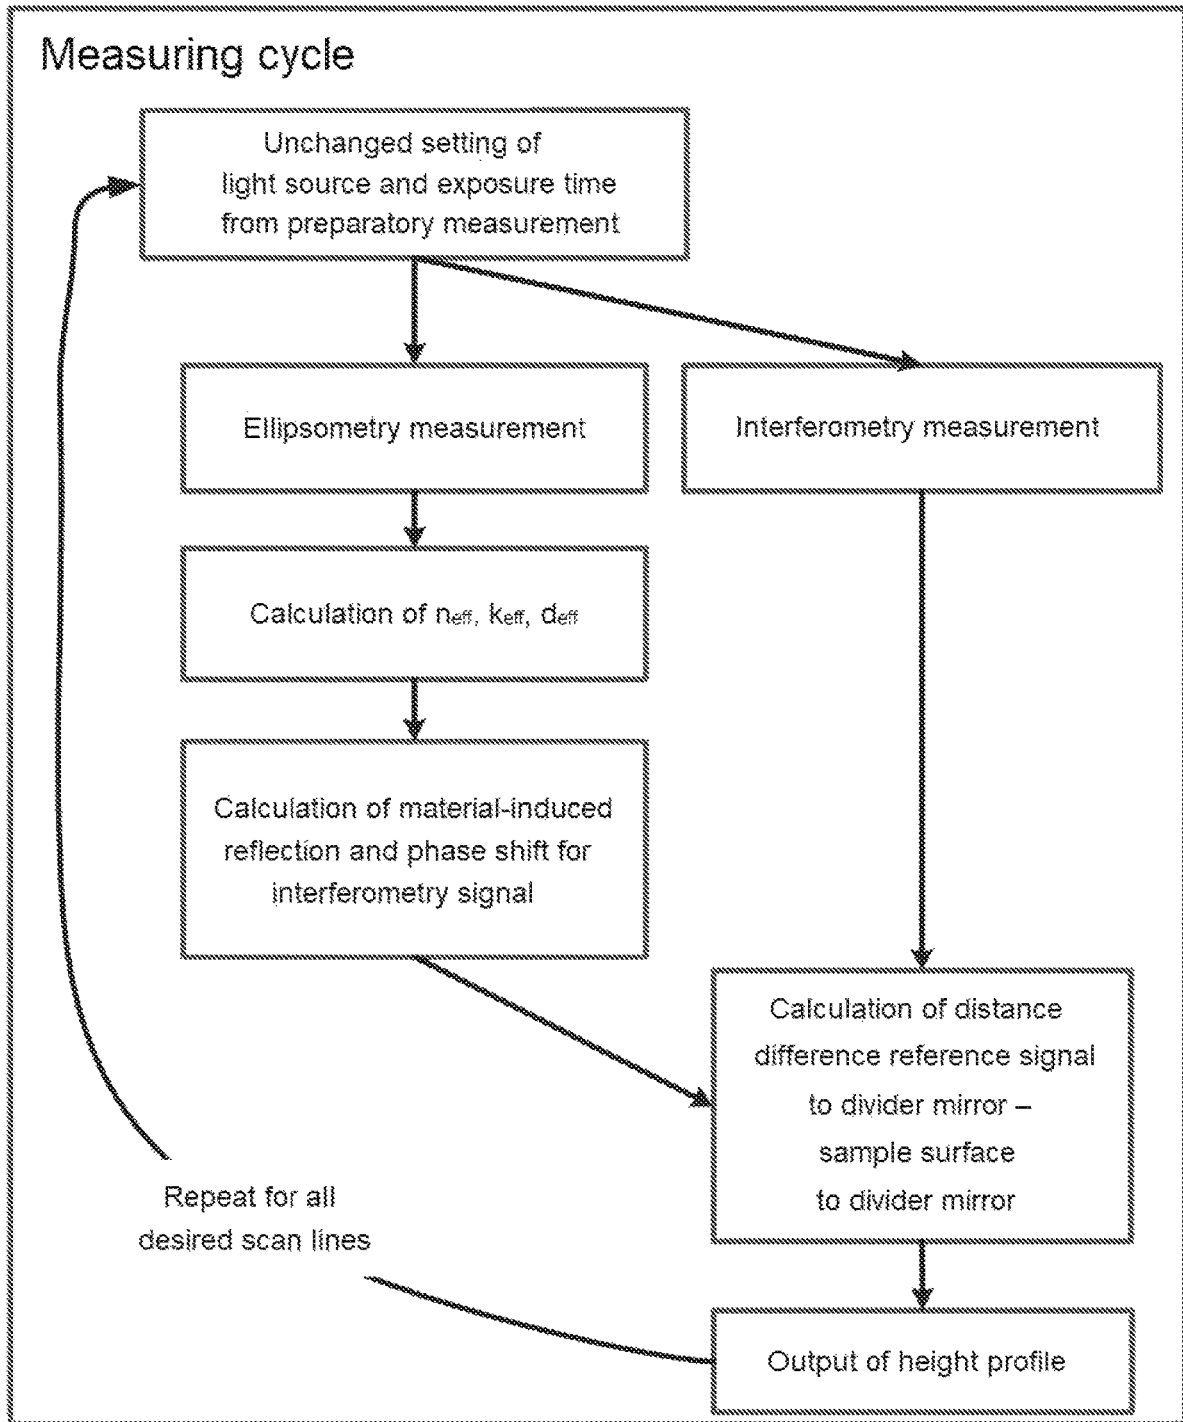 Measuring cycle
Unchanged setting of
light source and exposure time
from preparatory measurement
Ellipsometry measurement
Interferometry measurement
Calculation of neff, keff, deff
Calculation of material-induced
reflection and phase shift for
interferometry signal
Calculation of distance
difference reference signal
to divider mirror –
sample surface
to divider mirror
Repeat for all
desired scan lines
Output of height profile